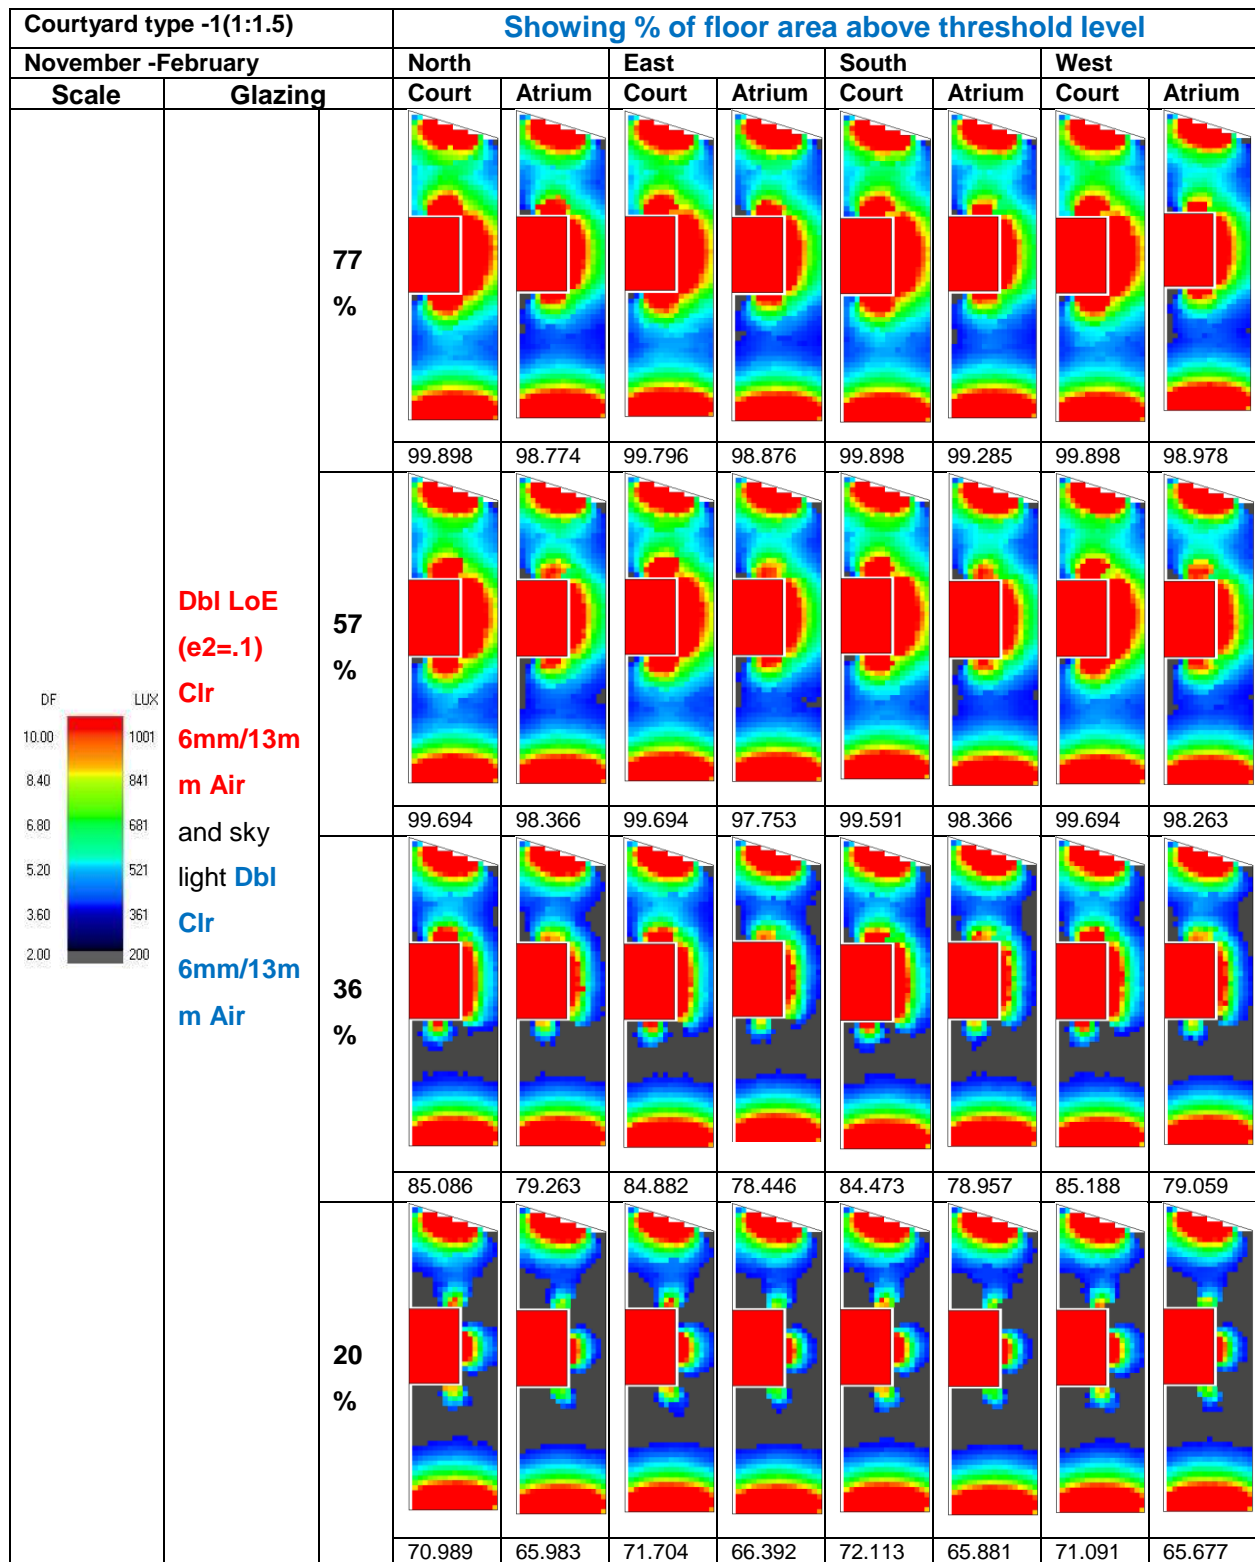 Courtyard type -1(1:1.5)
Showing % of floor area above threshold level
November -February
North
East
South
West
Scale
Glazing
Court
Atrium
Court
Atrium
Court
Atrium
Court
Atrium
77
%
99.898
98.774
99.796
98.876
99.898
99.285
99.898
98.978
DF
LUX
10.00
1001
8.40
841
6.80
681
5.20
521
3.60
361
2.00
200
Dbl LoE
(e2=.1)
Clr
6mm/13m
m Air
and sky
light Dbl
Clr
6mm/13m
m Air
57
%
99.694
98.366
99.694
97.753
99.591
98.366
99.694
98.263
36
%
85.086
79.263
84.882
78.446
84.473
78.957
85.188
79.059
20
%
70.989
65.983
71.704
66.392
72.113
65.881
71.091
65.677